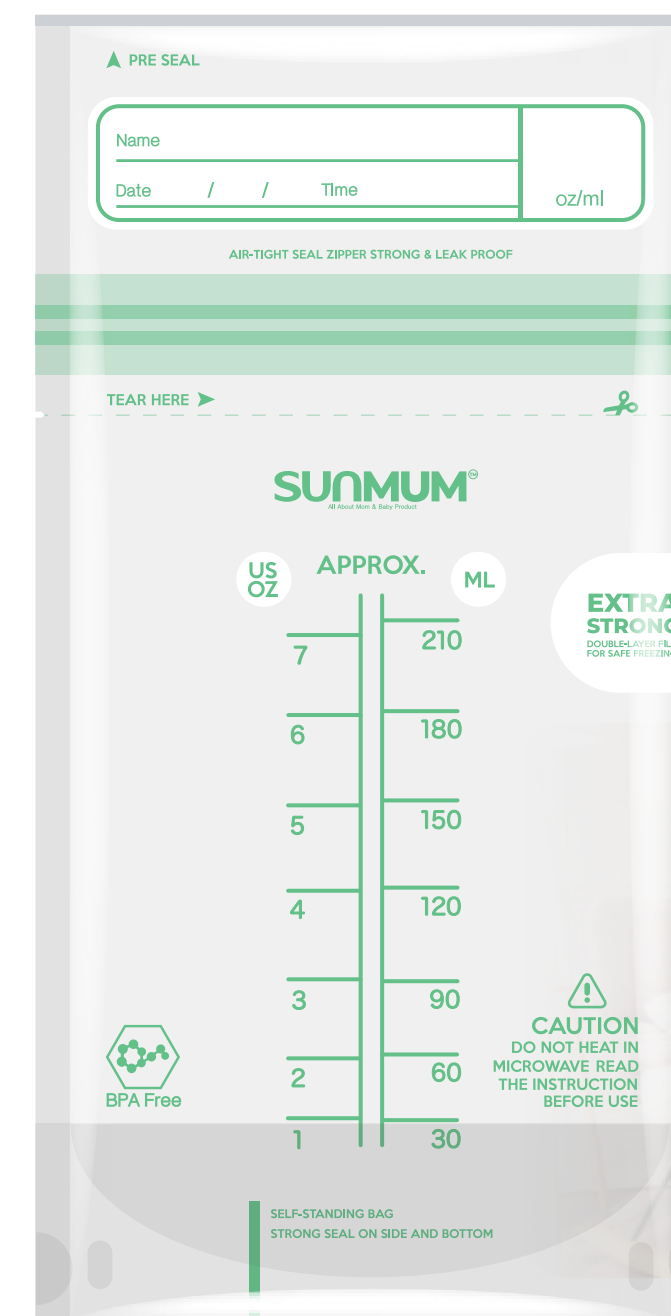 PRE SEAL
Name
Date / / TIme
oz/ml
AIR-TIGHT SEAL ZIPPER STRONG & LEAK PROOF
TEAR HERE
SUNMUM TM
All About Mom & Baby Product
US
OZ
APPROX.
ML
EXTRA
STRONG
DOUBLE-LAYER FIL
FOR SAFE FREEZING
7 210
6 180
5 150
4 120
3 90
2 60
1 30
BPA Free
CAUTION
DO NOT HEAT IN
MICROWAVE READ
THE INSTRUCTION
BEFORE USE
SELF-STANDING BAG
STRONG SEAL ON SIDE AND BOTTOM